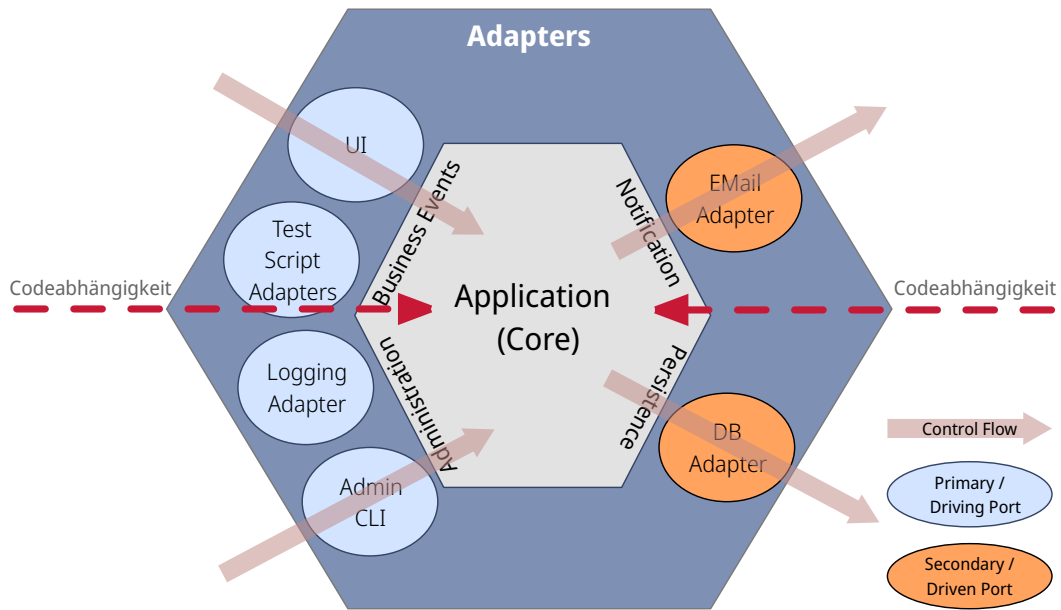 Adapters
UI
Test
Script
Adapters
Logging
Adapter
Admin
CLI
Business Events
Administration
Application
(Core)
Notification
Persistence
EMail
Adapter
DB
Adapter
Codeabhängigkeit
Codeabhängigkeit
Control Flow
Primary /
Driving Port
Secondary /
Driven Port